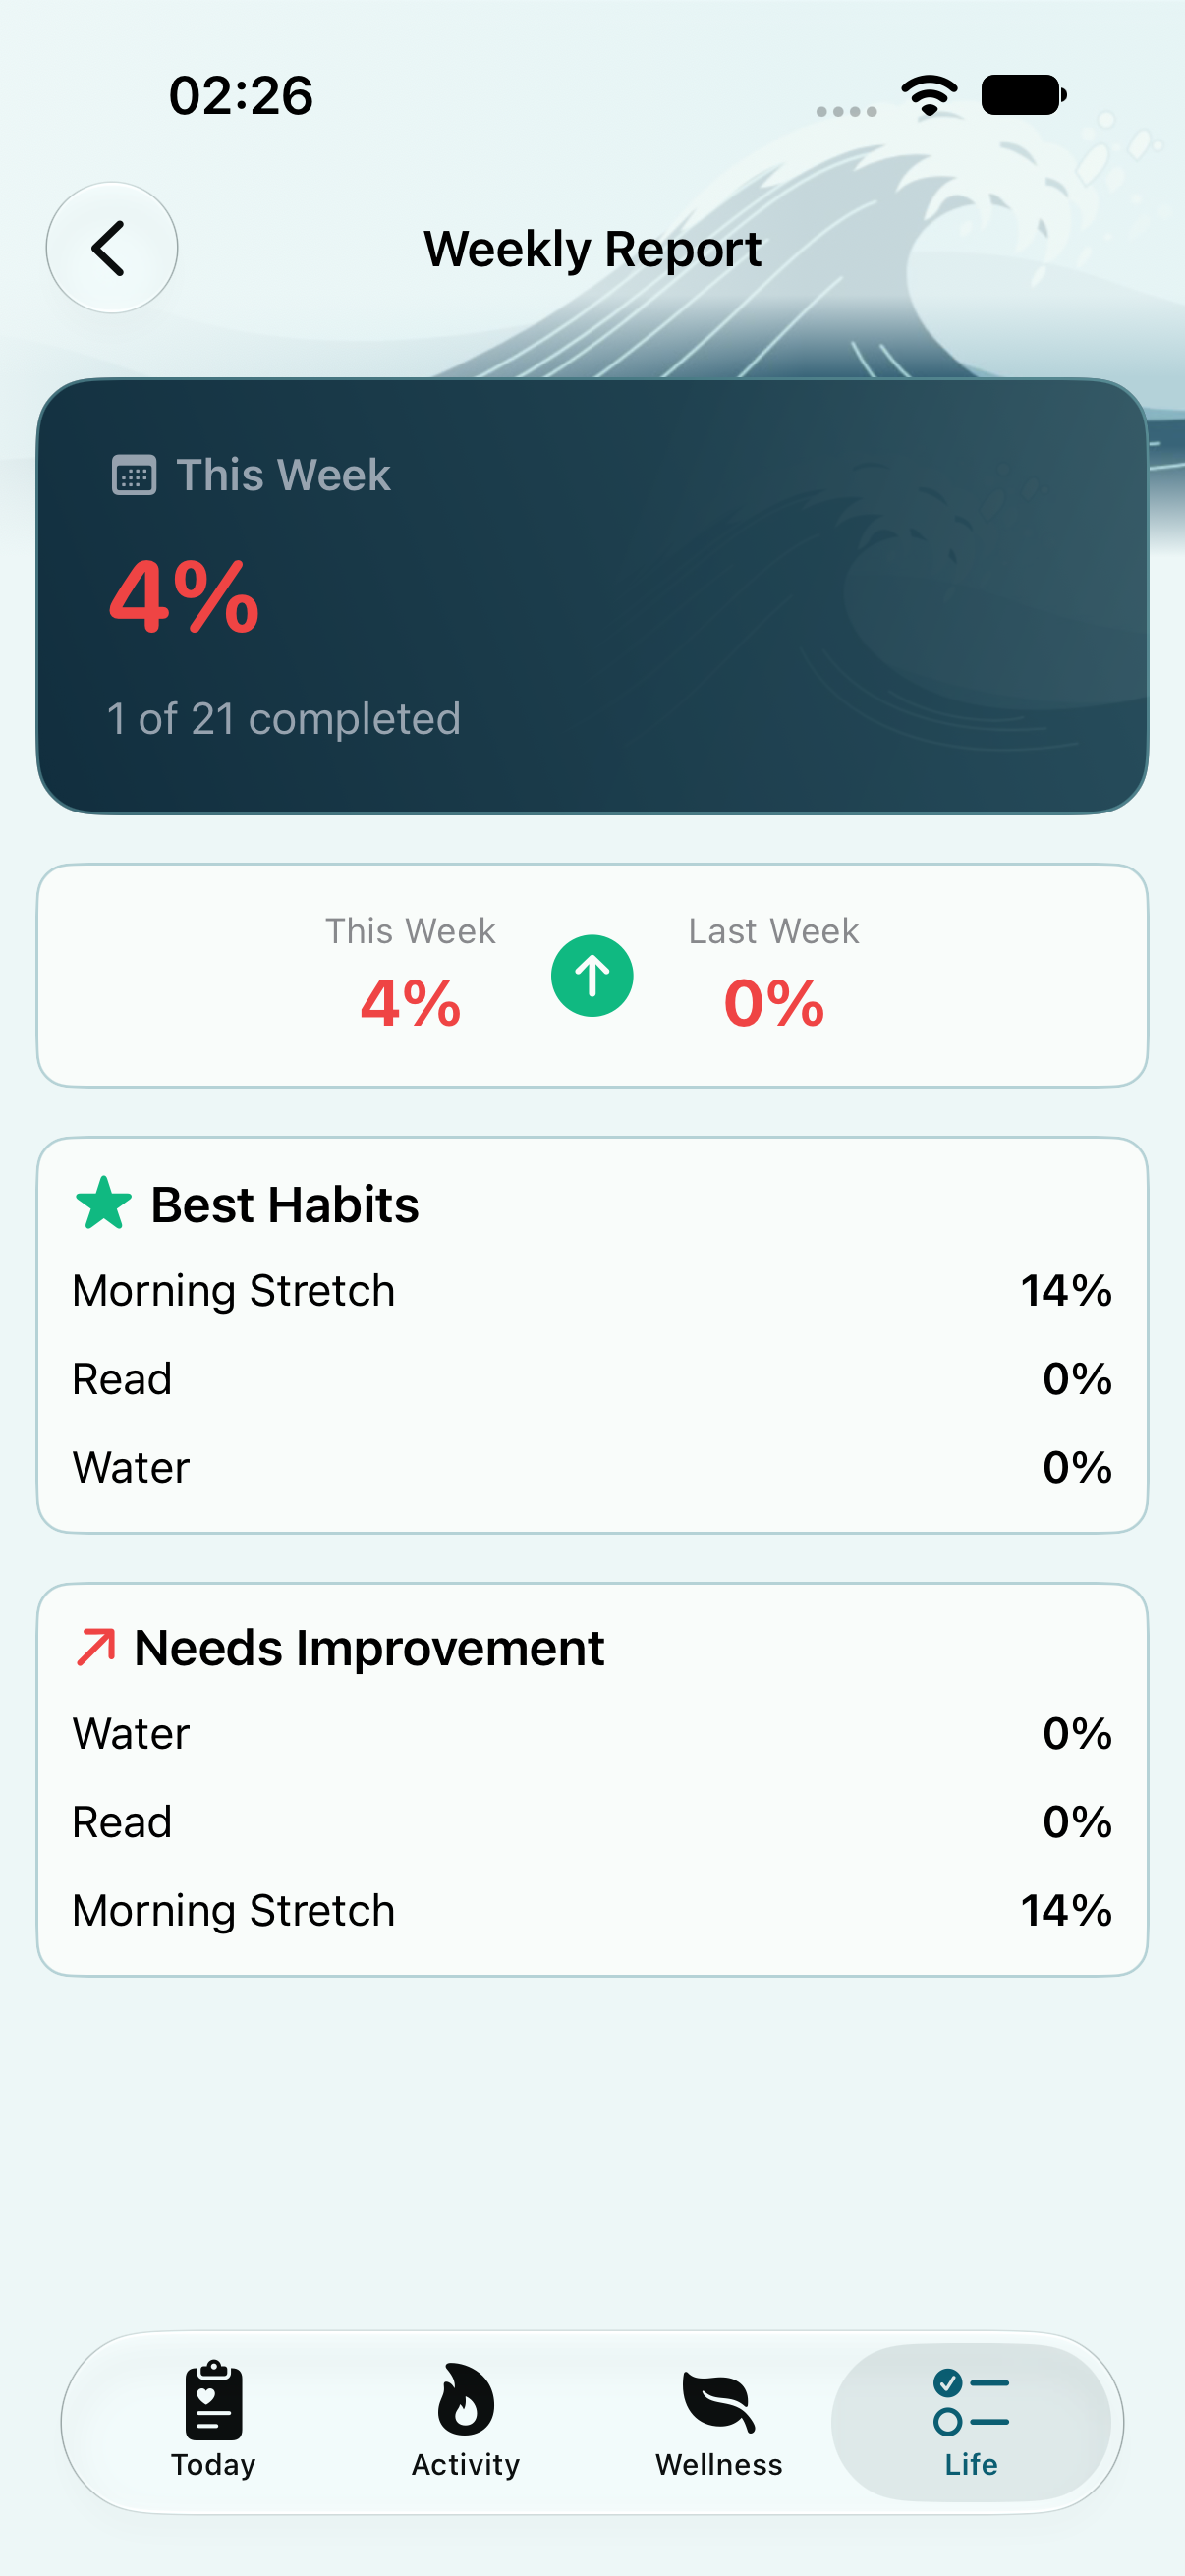 02:26
Weekly Report
This Week
4%
1 of 21 completed
This Week Last Week
4% 0%
Best Habits
Morning Stretch 14%
Read 0%
Water 0%
Needs Improvement
Water 0%
Read 0%
Morning Stretch 14%
Today Activity Wellness Life